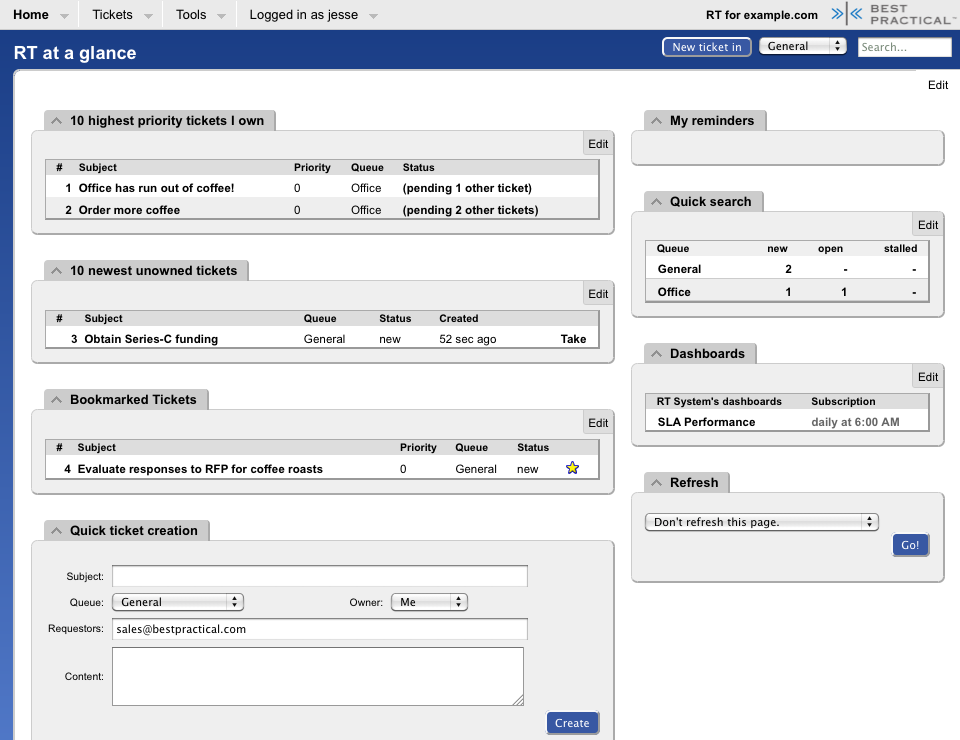 Home Tickets Tools Logged in as jesse RT for example.com BEST PRACTICAL™
RT at a glance New ticket in General Search...
Edit
10 highest priority tickets I own
Edit
# Subject Priority Queue Status
1 Office has run out of coffee! 0 Office (pending 1 other ticket)
2 Order more coffee 0 Office (pending 2 other tickets)
10 newest unowned tickets
Edit
# Subject Queue Status Created
3 Obtain Series-C funding General new 52 sec ago Take
Bookmarked Tickets
Edit
# Subject Priority Queue Status
4 Evaluate responses to RFP for coffee roasts 0 General new
Quick ticket creation
Subject:
Queue: General Owner: Me
Requestors: sales@bestpractical.com
Content:
Create
My reminders
Quick search
Edit
Queue new open stalled
General 2 - -
Office 1 1 -
Dashboards
Edit
RT System's dashboards Subscription
SLA Performance daily at 6:00 AM
Refresh
Don't refresh this page.
Go!